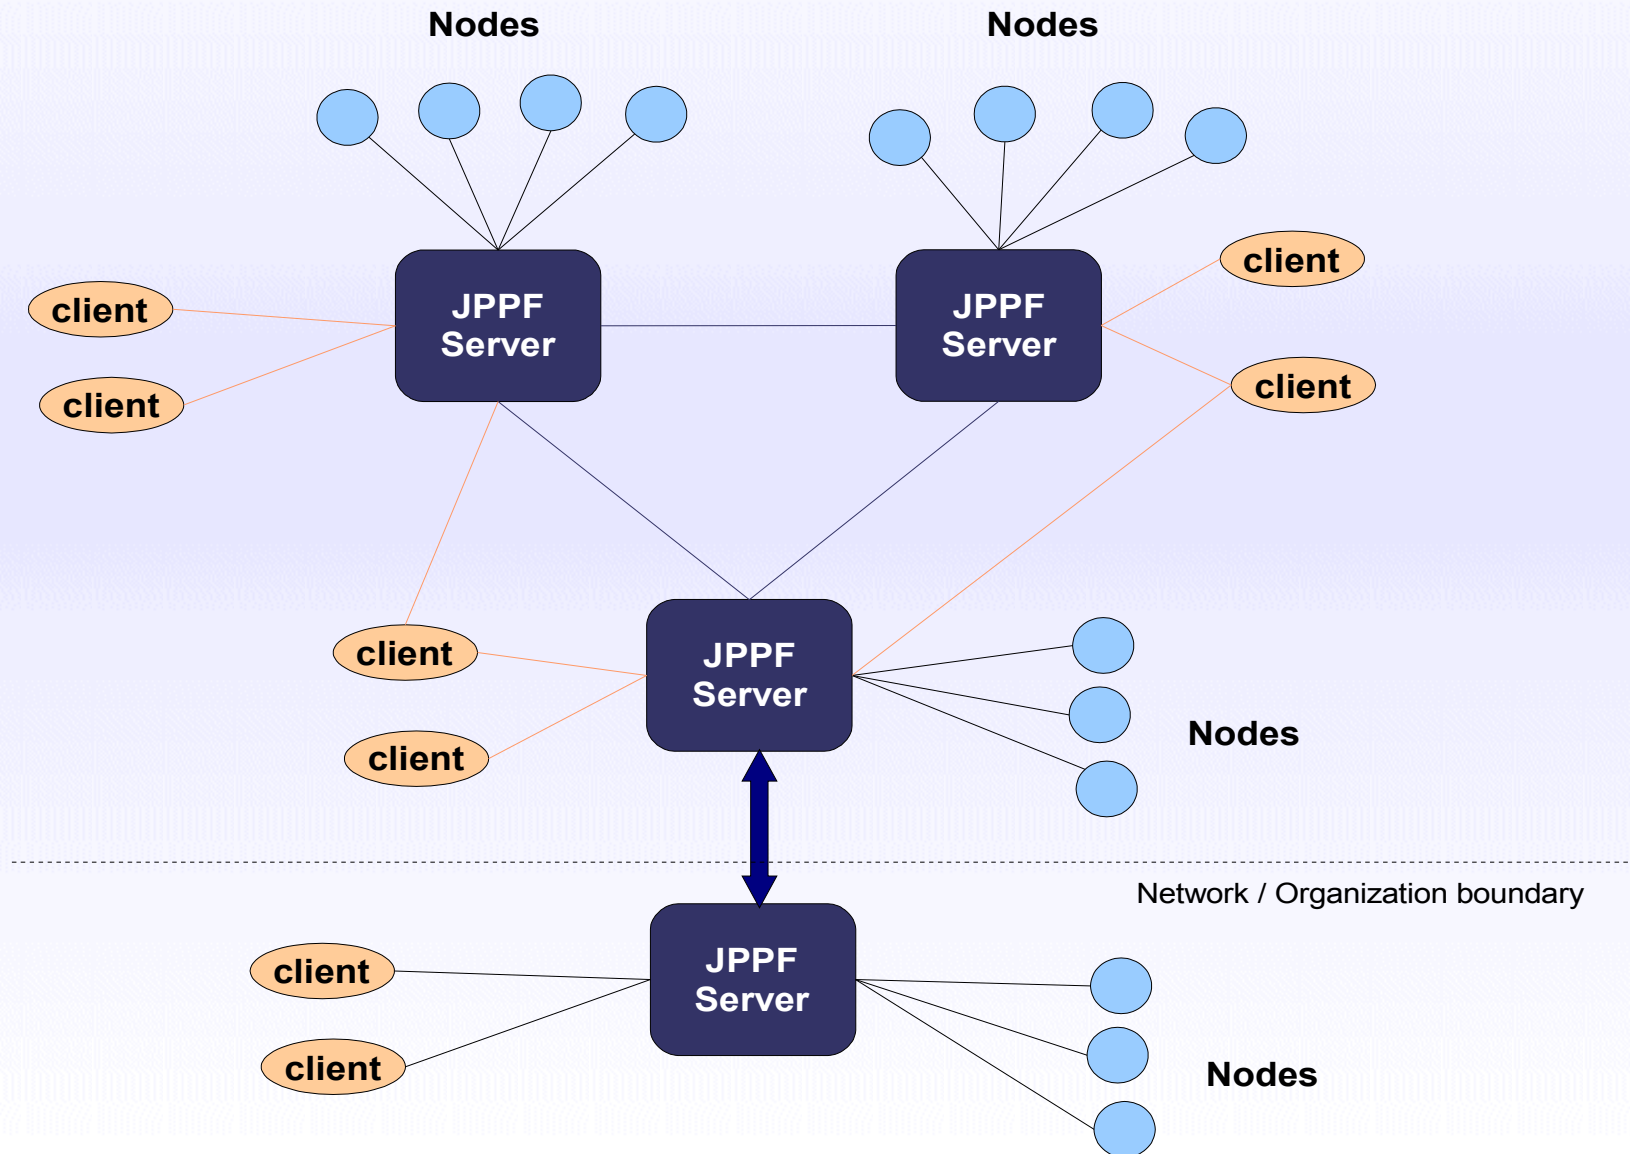 Nodes
Nodes
client
JPPF
Server
JPPF
Server
client
client
client
client
JPPF
Server
client
Nodes
Network / Organization boundary
client
JPPF
Server
client
Nodes